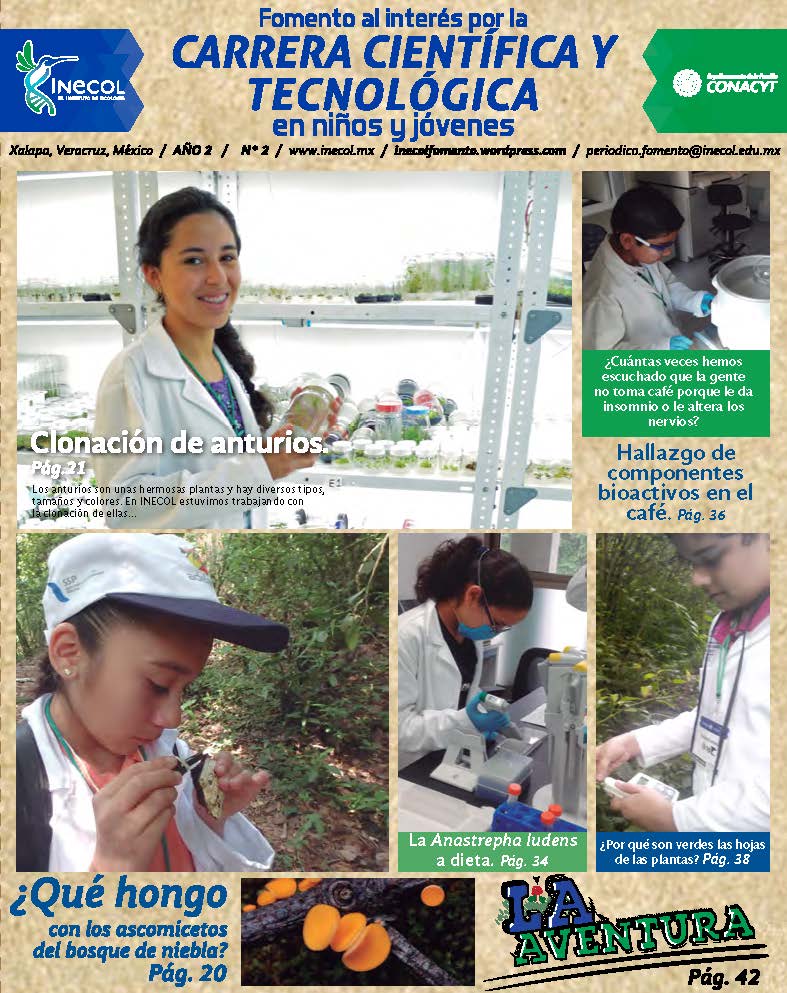 Fomento al interés por la
CARRERA CIENTÍFICA Y
TECNOLÓGICA
en niños y jóvenes
INECOL
CONACYT
Xalapa, Veracruz, México / AÑO 2 / Nº 2 / www.inecol.mx / inecolfomento.wordpress.com / periodico.fomento@inecol.edu.mx
Clonación de anturios.
Pág. 21
Los anturios son unas hermosas plantas y hay diversos tipos,
tamaños y colores. En INECOL estuvimos trabajando con
la clonación de ellas...
E1
¿Cuántas veces hemos
escuchado que la gente
no toma café porque le da
insomnio o le altera los
nervios?
Hallazgo de
componentes
bioactivos en el
café. Pág. 36
SSP
La Anastrepha ludens
a dieta. Pág. 34
¿Por qué son verdes las hojas
de las plantas? Pág. 38
¿Qué hongo
con los ascomicetos
del bosque de niebla?
Pág. 20
LA
AVENTURA
Pág. 42